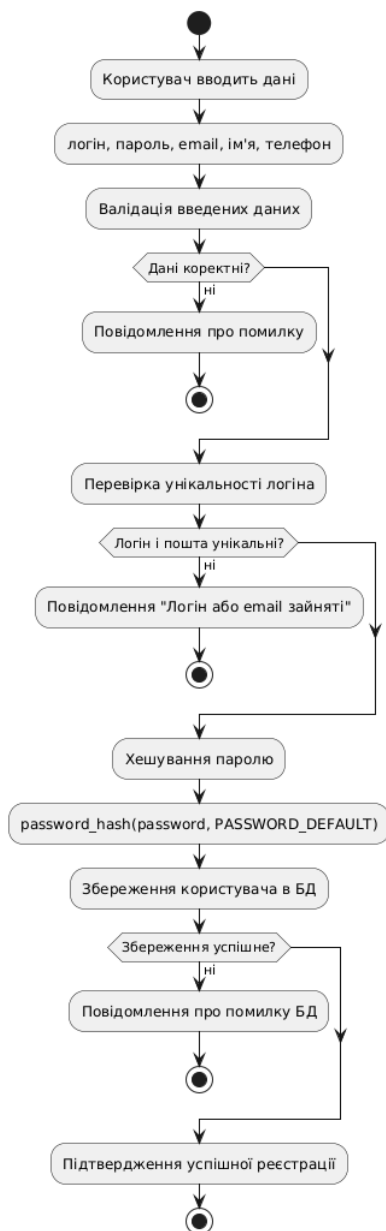 Користувач вводить дані
логін, пароль, email, ім'я, телефон
Валідація введених даних
Дані коректні?
ні
Повідомлення про помилку
Перевірка унікальності логіна
Логін і пошта унікальні?
ні
Повідомлення "Логін або email зайняті"
Хешування паролю
password_hash(password, PASSWORD_DEFAULT)
Збереження користувача в БД
Збереження успішне?
ні
Повідомлення про помилку БД
Підтвердження успішної реєстрації